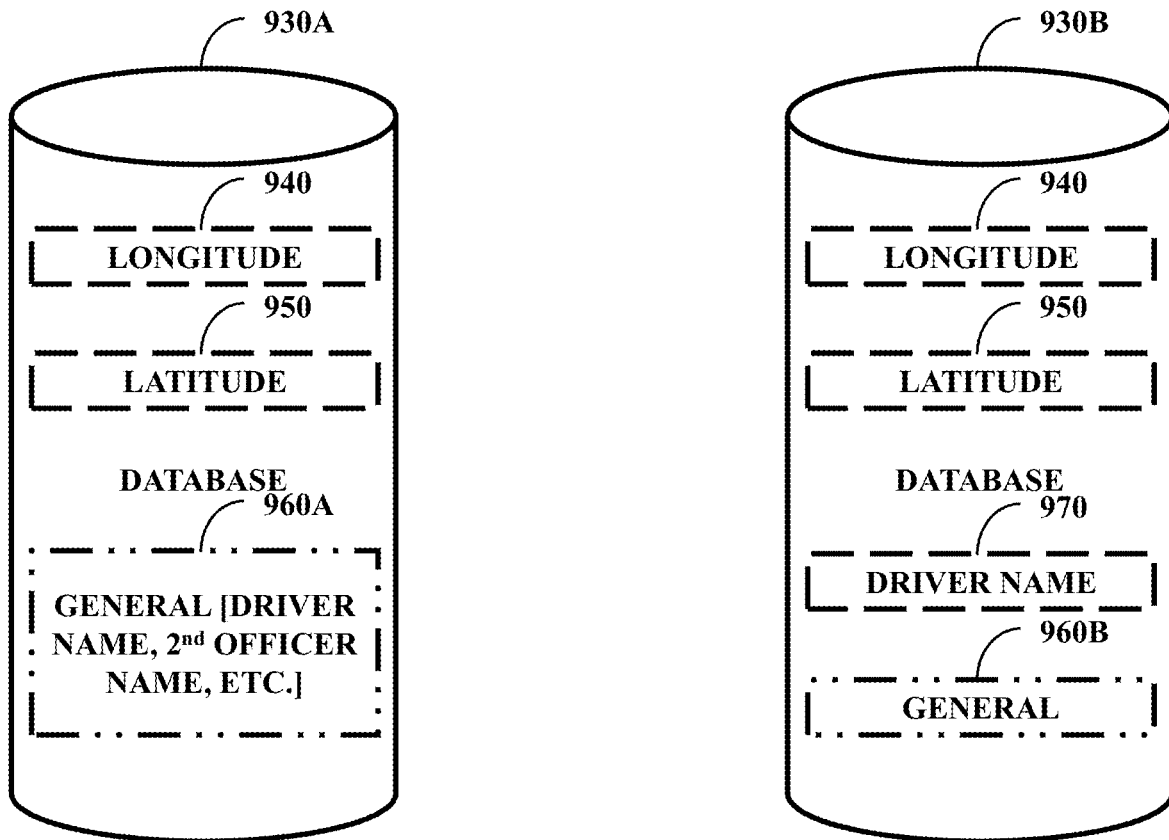 930A
940
LONGITUDE
950
LATITUDE
DATABASE
960A
GENERAL [DRIVER
NAME, 2nd OFFICER
NAME, ETC.]
930B
940
LONGITUDE
950
LATITUDE
DATABASE
970
DRIVER NAME
960B
GENERAL